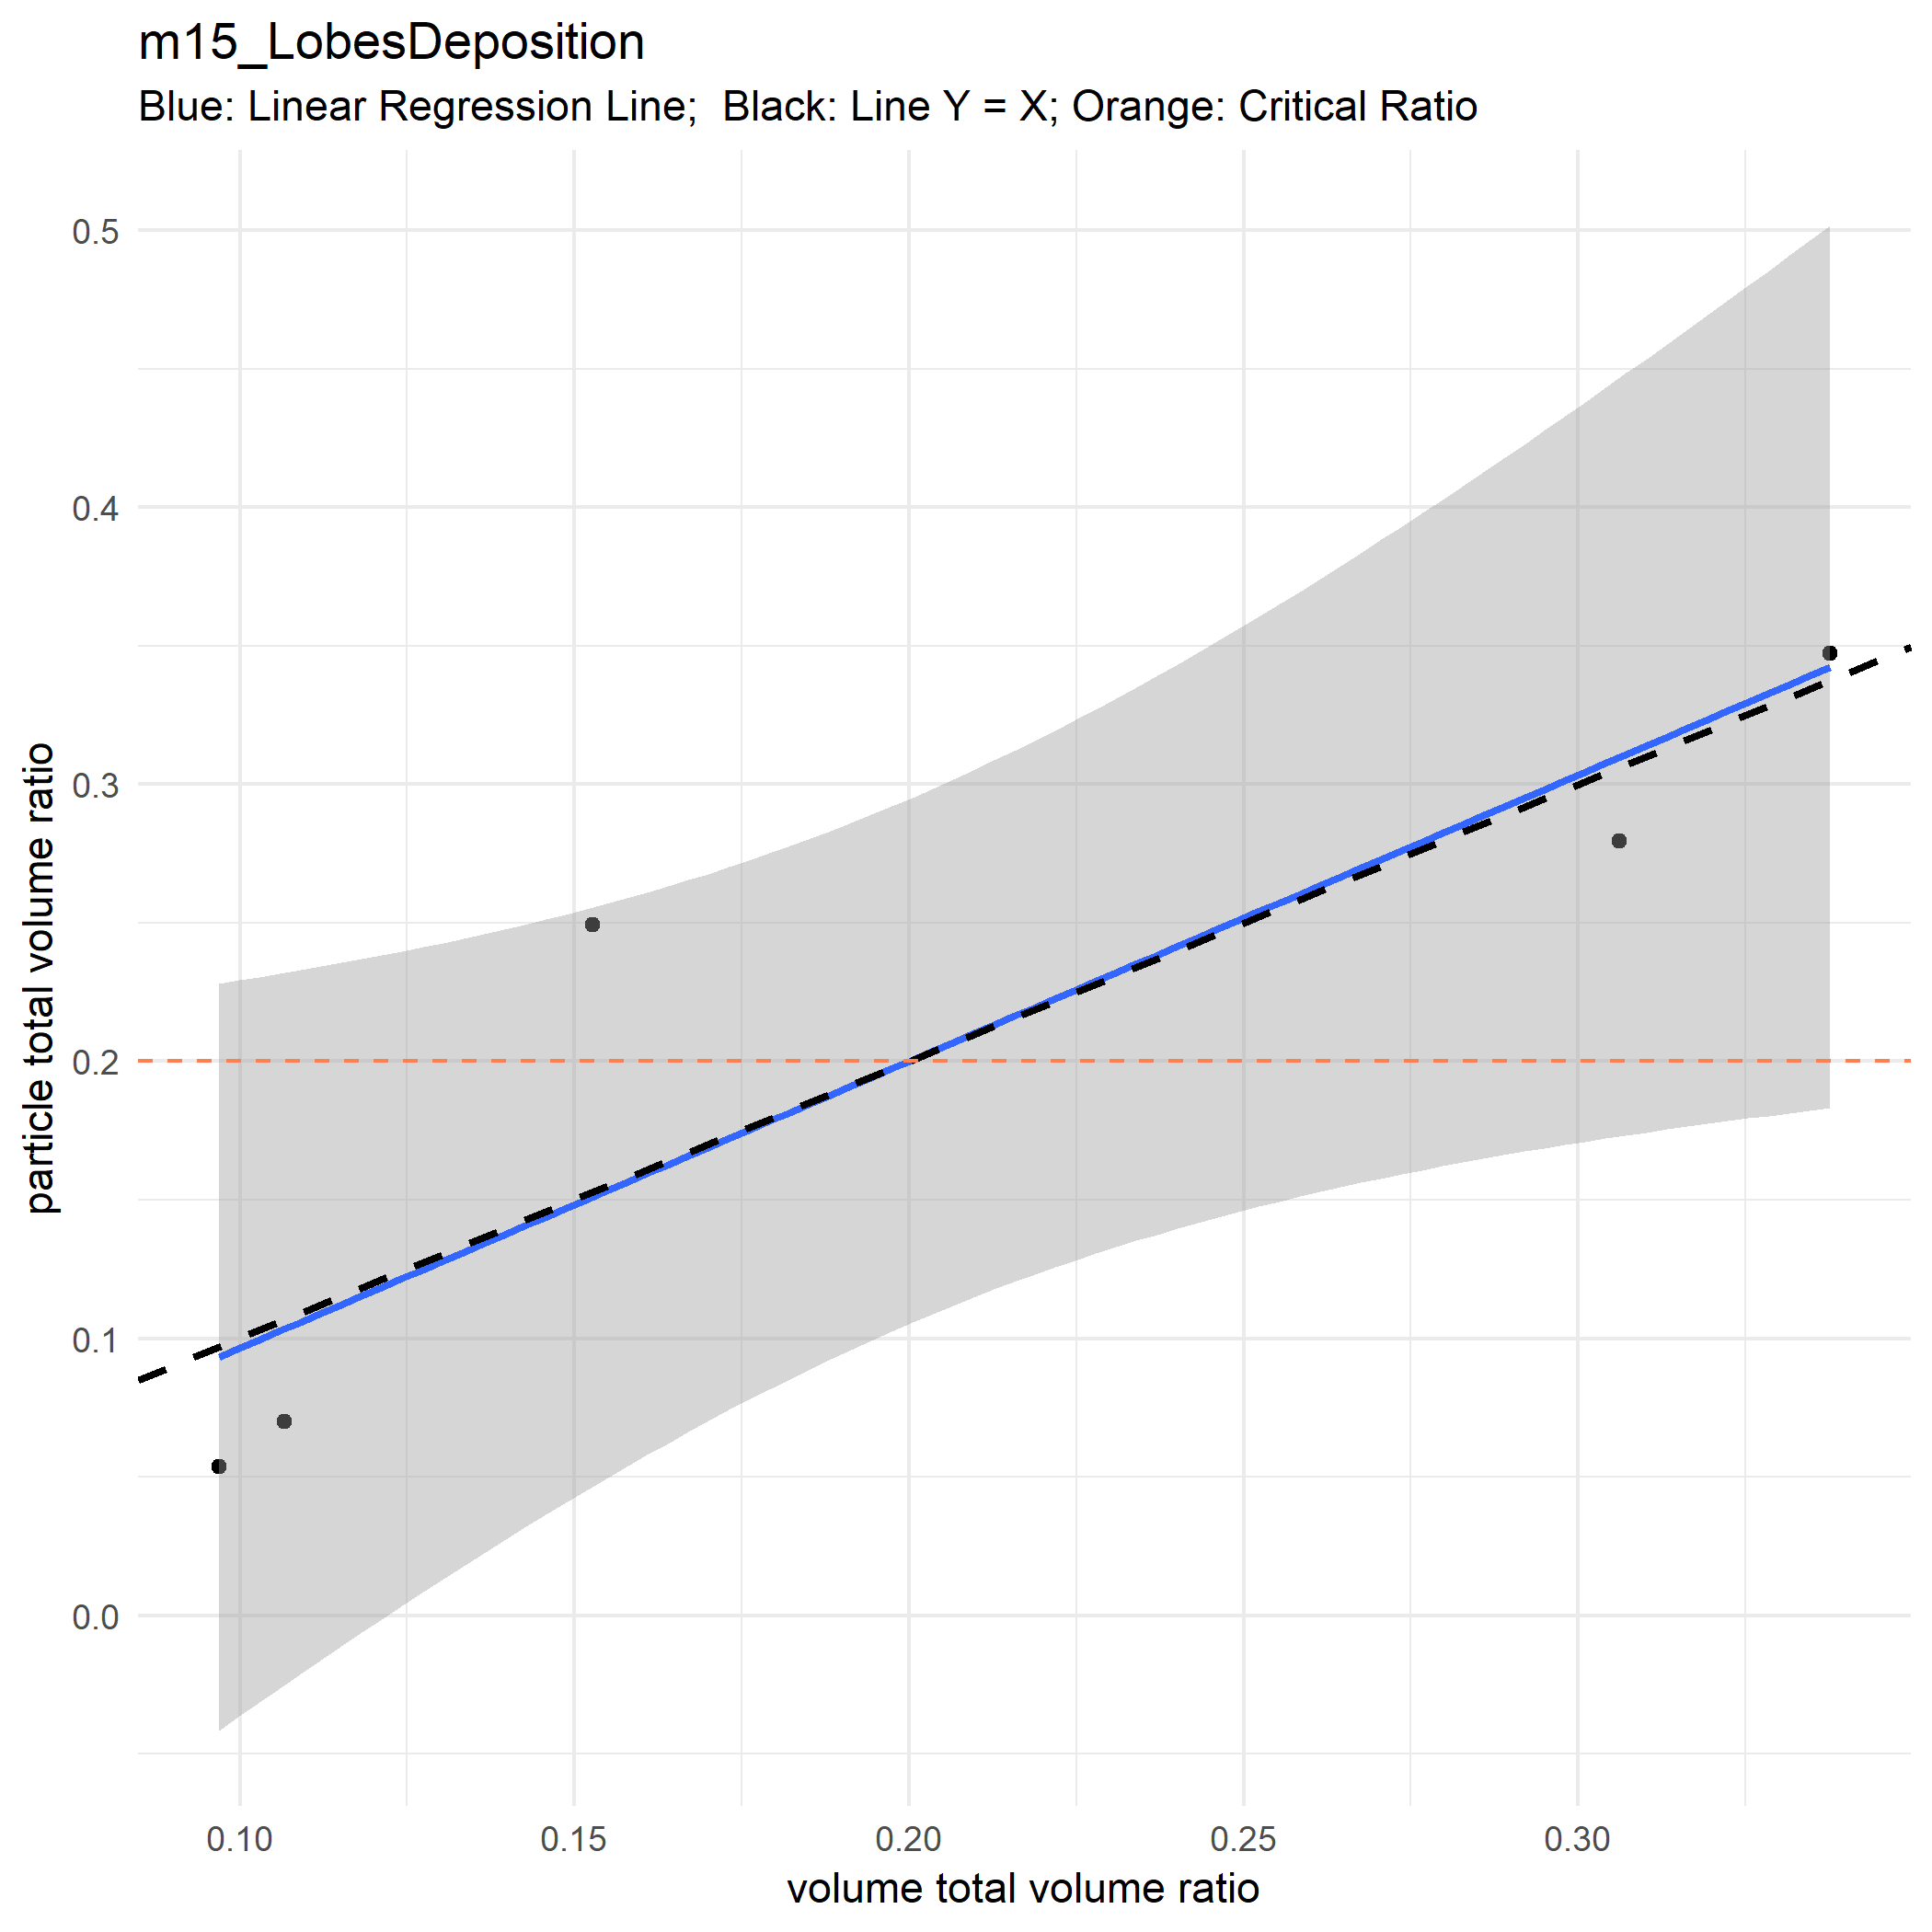 m15_LobesDeposition
Blue: Linear Regression Line;  Black: Line Y = X; Orange: Critical Ratio
particle total volume ratio
0.5
0.4
0.3
0.2
0.1
0.0
0.10 0.15 0.20 0.25 0.30
volume total volume ratio